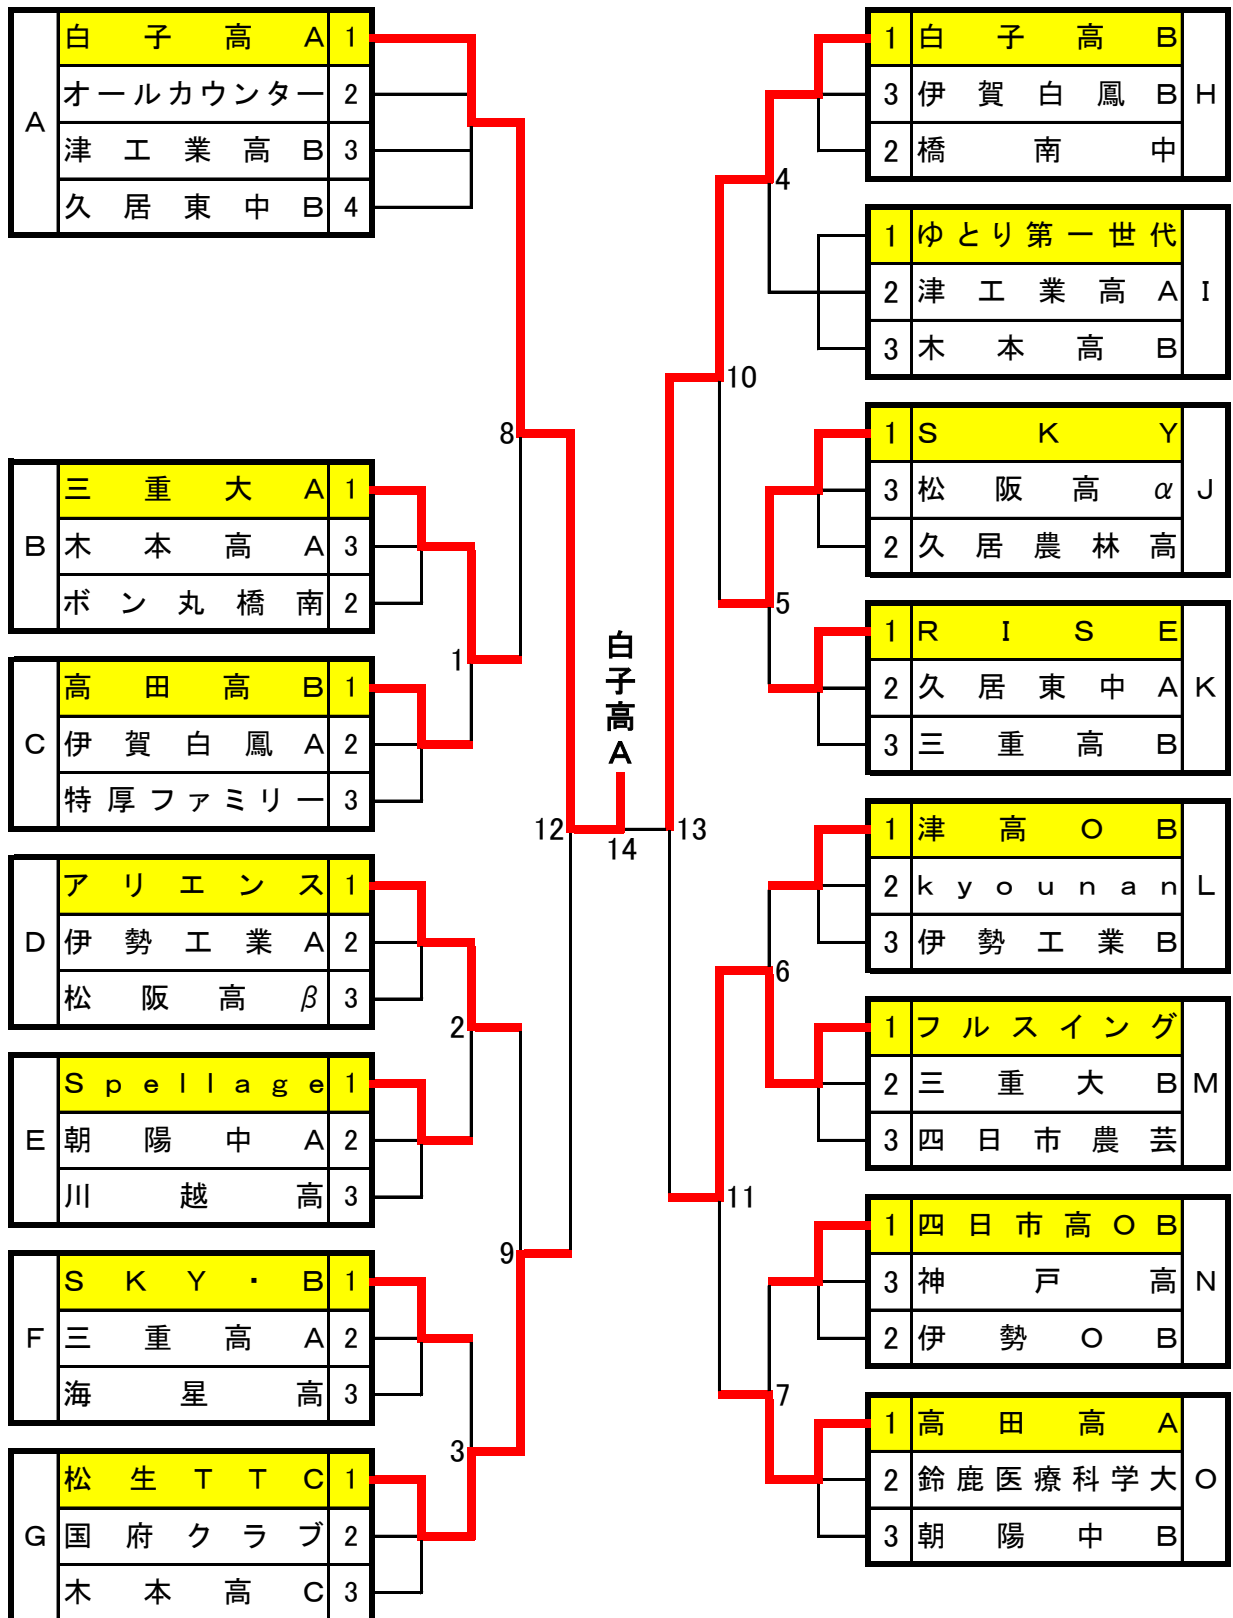 A
白子高A 1
オールカウンター 2
津工業高B 3
久居東中B 4
B
三重大A 1
木本高A 3
ボン丸橋南 2
C
高田高B 1
伊賀白鳳A 2
特厚ファミリー 3
D
アリエンス 1
伊勢工業A 2
松阪高β 3
E
Spellage 1
朝陽中A 2
川越高 3
F
SKY・B 1
三重高A 2
海星高 3
G
松生TTC 1
国府クラブ 2
木本高C 3
8
1
2
9
3
12
白子高A
14
13
4
10
5
6
11
7
1 白子高B
3 伊賀白鳳B
2 橋南中
H
1 ゆとり第一世代
2 津工業高A
3 木本高B
I
1 SKY
3 松阪高α
2 久居農林高
J
1 RISE
2 久居東中A
3 三重高B
K
1 津高OB
2 kyounan
3 伊勢工業B
L
1 フルスイング
2 三重大B
3 四日市農芸
M
1 四日市高OB
3 神戸高
2 伊勢OB
N
1 高田高A
2 鈴鹿医療科学大
3 朝陽中B
O